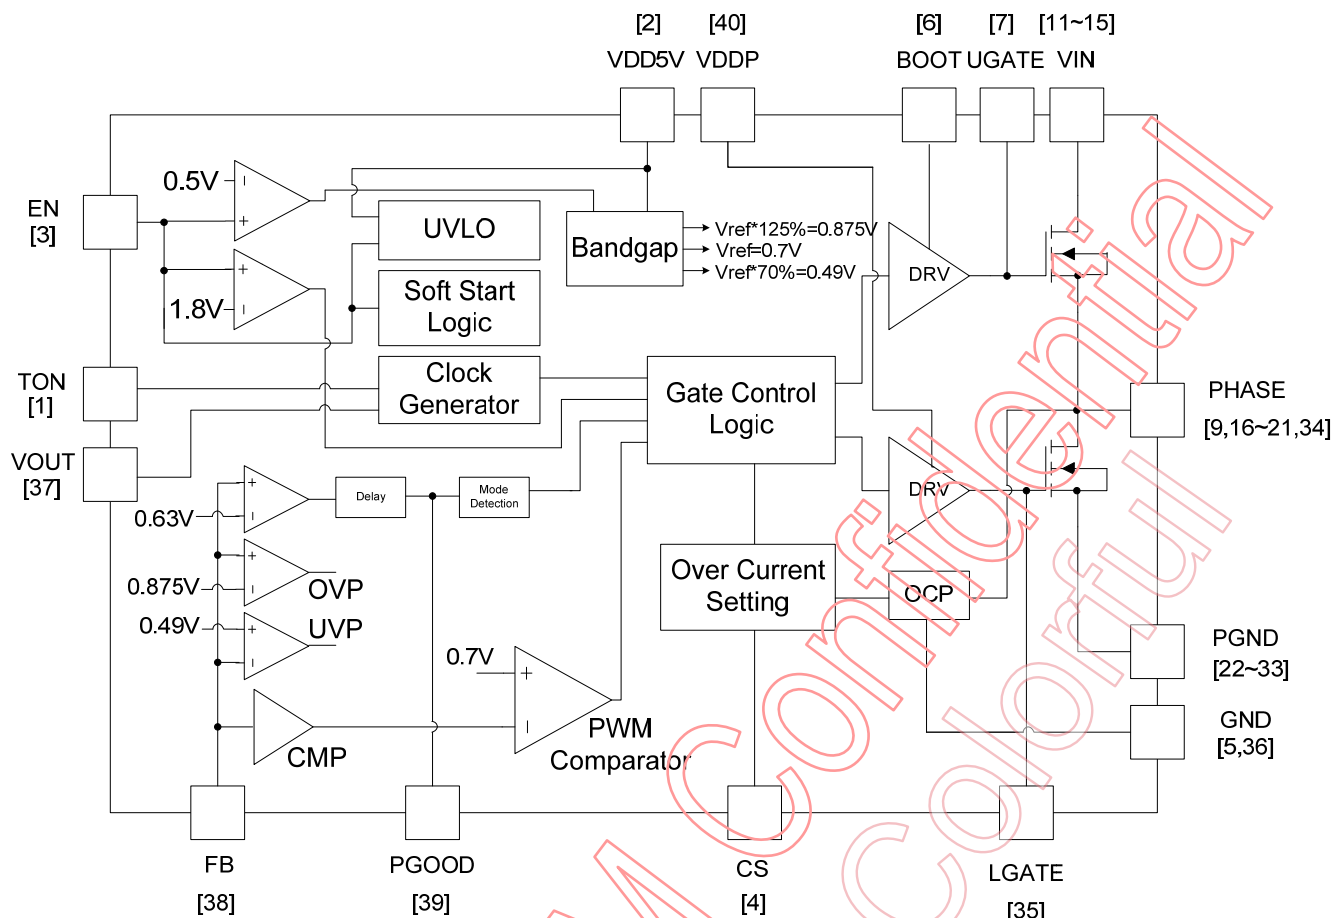 [2] [40] [6] [7] [11~15]
VDD5V VDDP BOOT UGATE VIN
0.5V
-
+
EN
[3]
UVLO
Bandgap
Vref*125%=0.875V
Vref=0.7V
Vref*70%=0.49V
+
-
1.8V
Soft Start
Logic
DRV
TON
[1]
Clock
Generator
Gate Control
Logic
PHASE
[9,16~21,34]
VOUT
[37]
+
-
0.63V
Delay
Mode
Detection
DRV
+
-
0.875V
OVP
Over Current
Setting
OCP
0.49V
+
-
UVP
0.7V
+
-
PWM
Comparator
CMP
PGND
[22~33]
GND
[5,36]
FB
[38]
PGOOD
[39]
CS
[4]
LGATE
[35]
M Confidential
Colorful